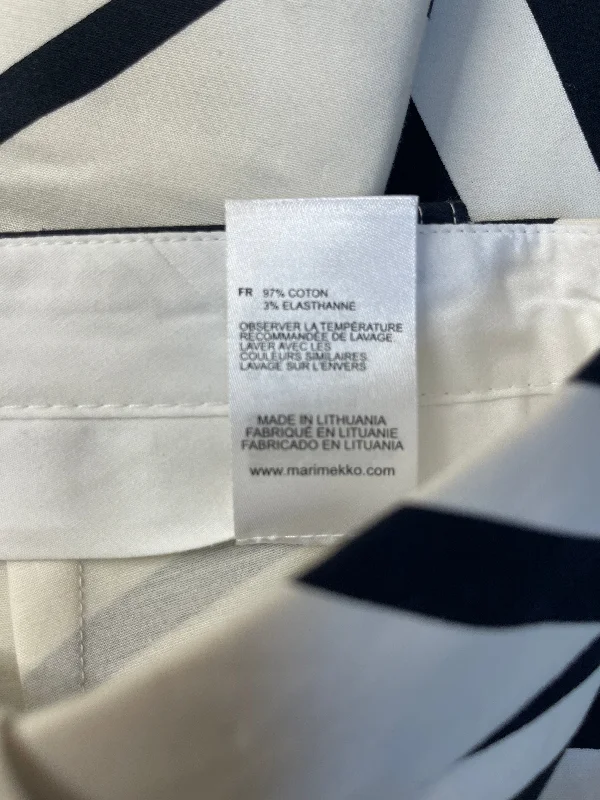 FR 97% COTON
3% ELASTHANNE
OBSERVER LA TEMPÉRATURE
RECOMMANDÉE DE LAVAGE
LAVER AVEC LES
COULEURS SIMILAIRES
LAVAGE SUR L'ENVERS
MADE IN LITHUANIA
FABRIQUÉ EN LITUANIE
FABRICADO EN LITUANIA
www.marimekko.com